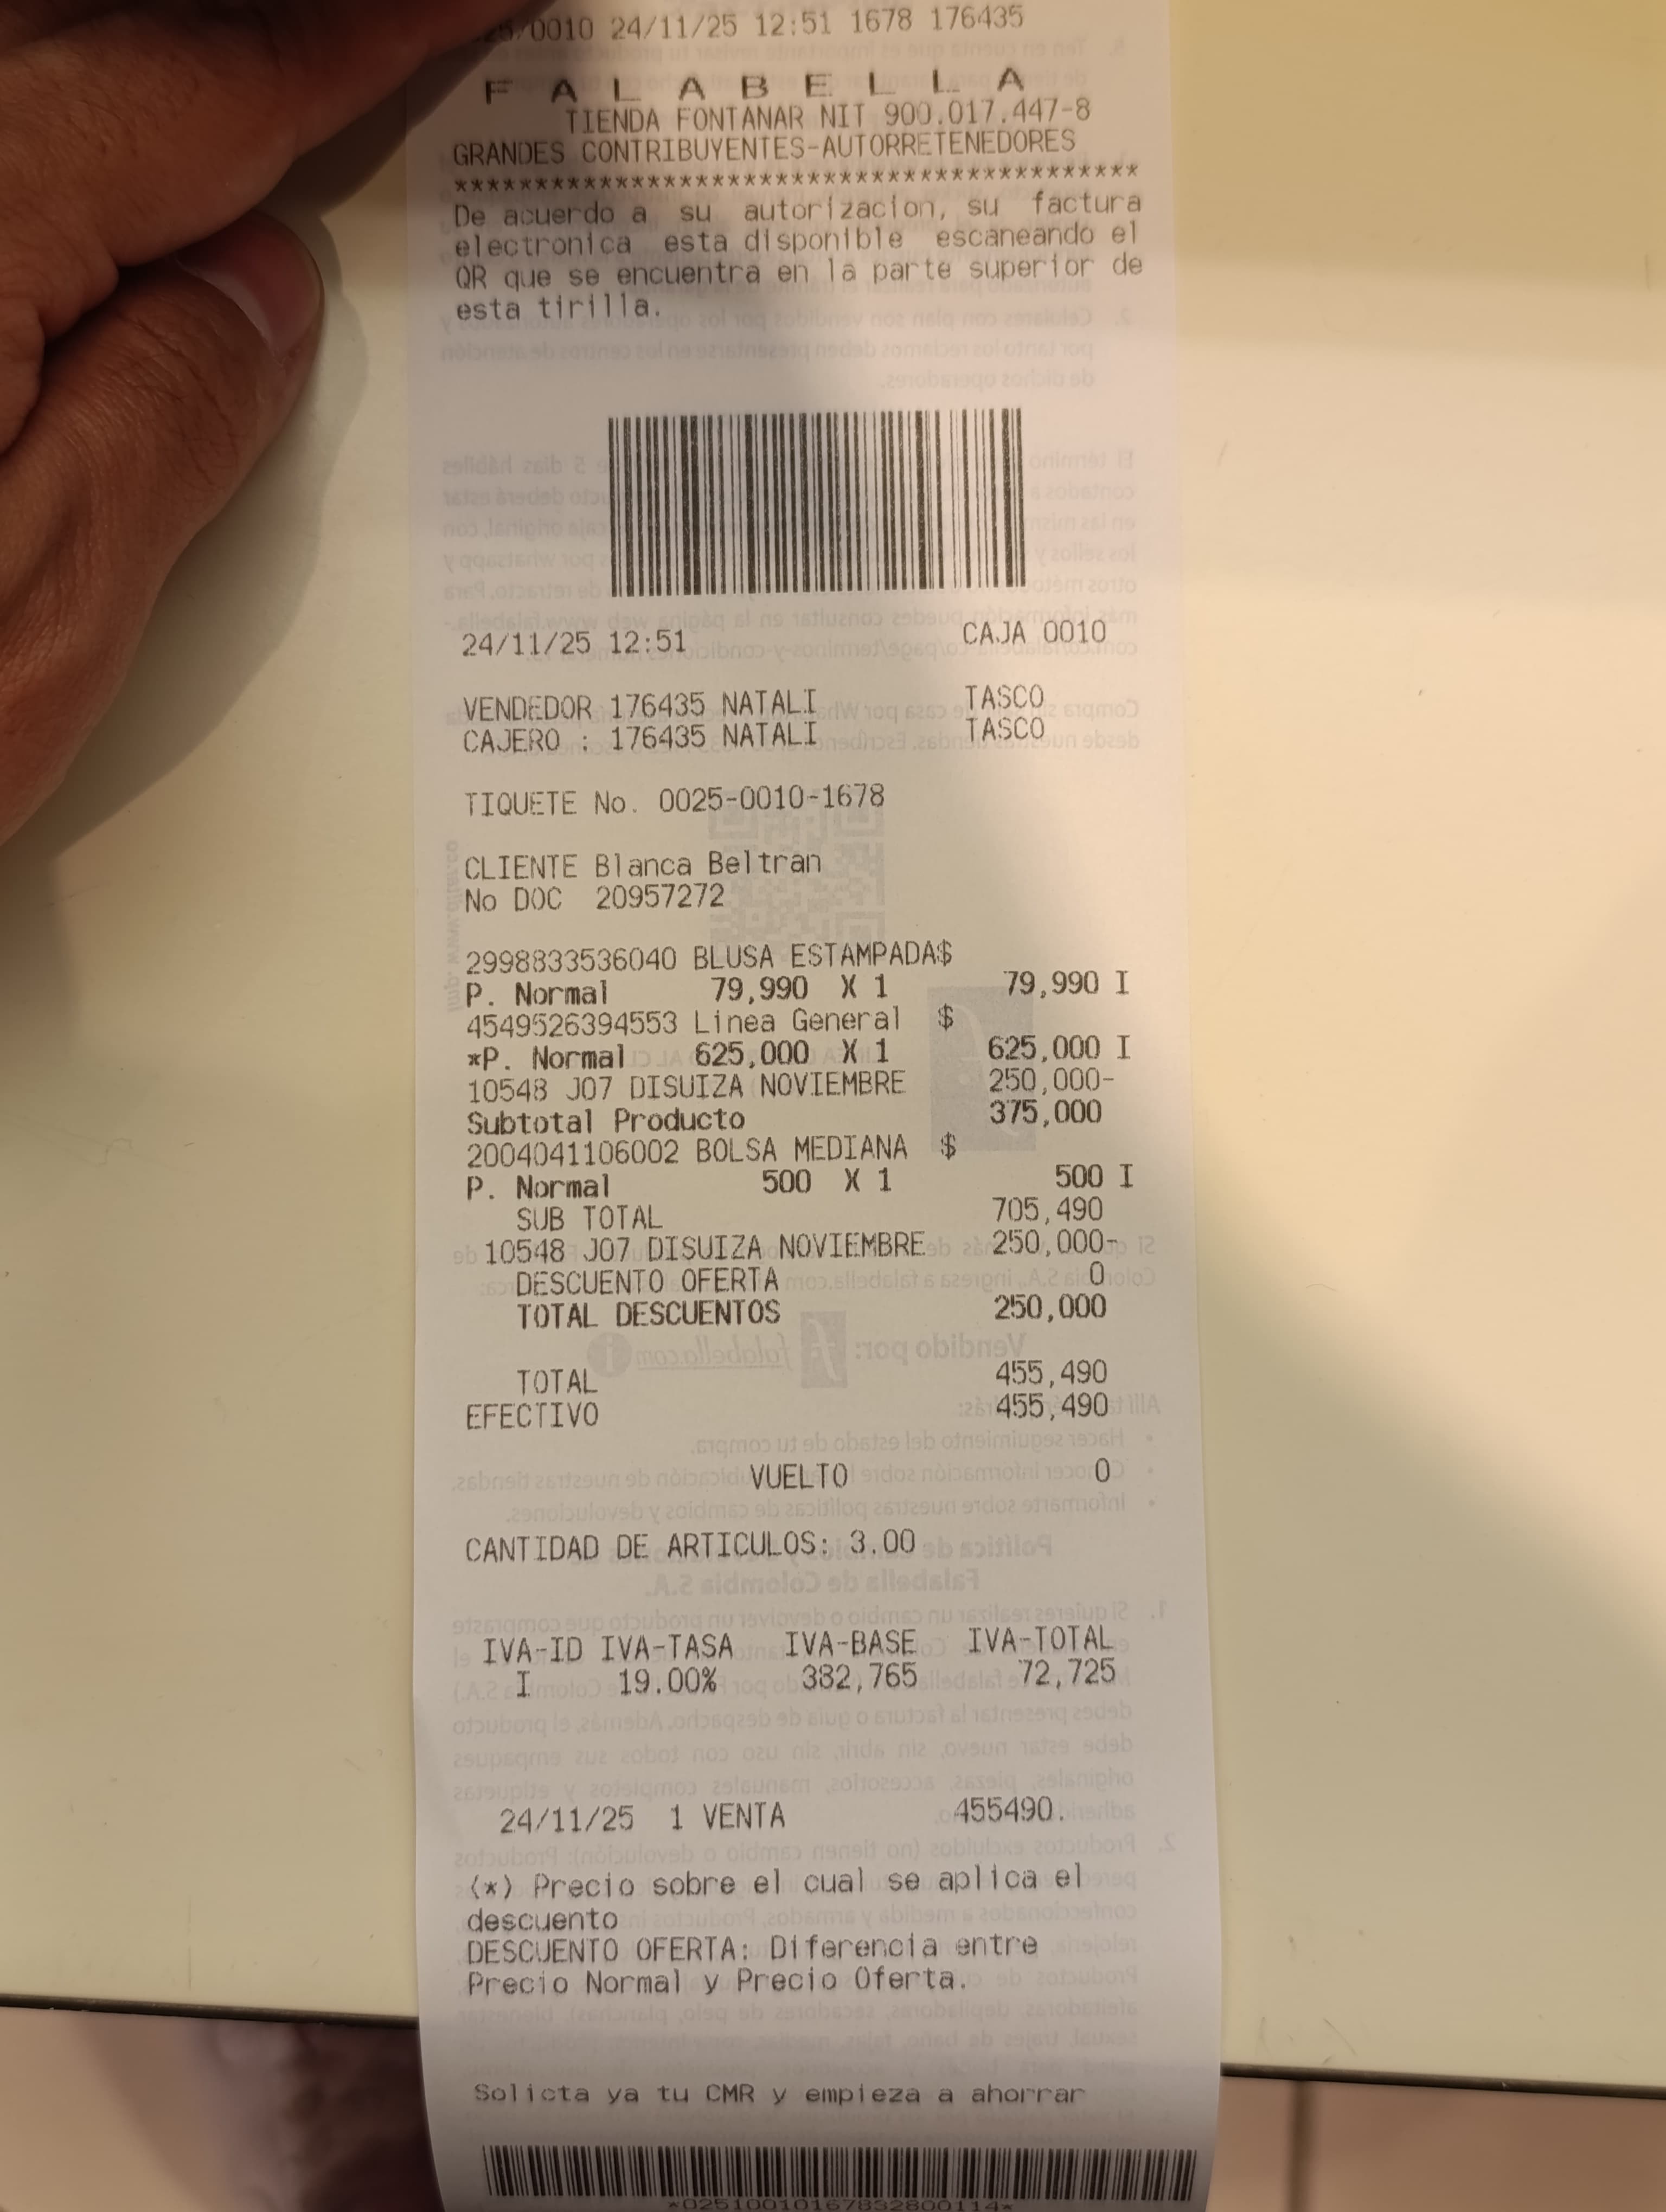 /0010 24/11/25 12:51 1678 176435
F A L A B E L L A
TIENDA FONTANAR NIT 900.017.447-8
GRANDES CONTRIBUYENTES-AUTORRETENEDORES
*******************************************
De acuerdo a su autorizacion, su factura
electronica esta disponible escaneando el
QR que se encuentra en la parte superior de
esta tirilla.
24/11/25 12:51 CAJA 0010
VENDEDOR 176435 NATALI TASCO
CAJERO : 176435 NATALI TASCO
TIQUETE No. 0025-0010-1678
CLIENTE Blanca Beltran
No DOC 20957272
2998833536040 BLUSA ESTAMPADA$
P. Normal 79,990 X 1 79,990 I
4549526394553 Linea General $
*P. Normal 625,000 X 1 625,000 I
10548 J07 DISUIZA NOVIEMBRE 250,000-
Subtotal Producto 375,000
2004041106002 BOLSA MEDIANA $
P. Normal 500 X 1 500 I
SUB TOTAL 705,490
10548 J07 DISUIZA NOVIEMBRE 250,000-
DESCUENTO OFERTA 0
TOTAL DESCUENTOS 250,000
TOTAL 455,490
EFECTIVO 455,490
VUELTO 0
CANTIDAD DE ARTICULOS: 3.00
IVA-ID IVA-TASA IVA-BASE IVA-TOTAL
I 19.00% 382,765 72,725
24/11/25 1 VENTA 455490.
(*) Precio sobre el cual se aplica el
descuento
DESCUENTO OFERTA: Diferencia entre
Precio Normal y Precio Oferta.
Solicta ya tu CMR y empieza a ahorrar
*02510010167832800114*